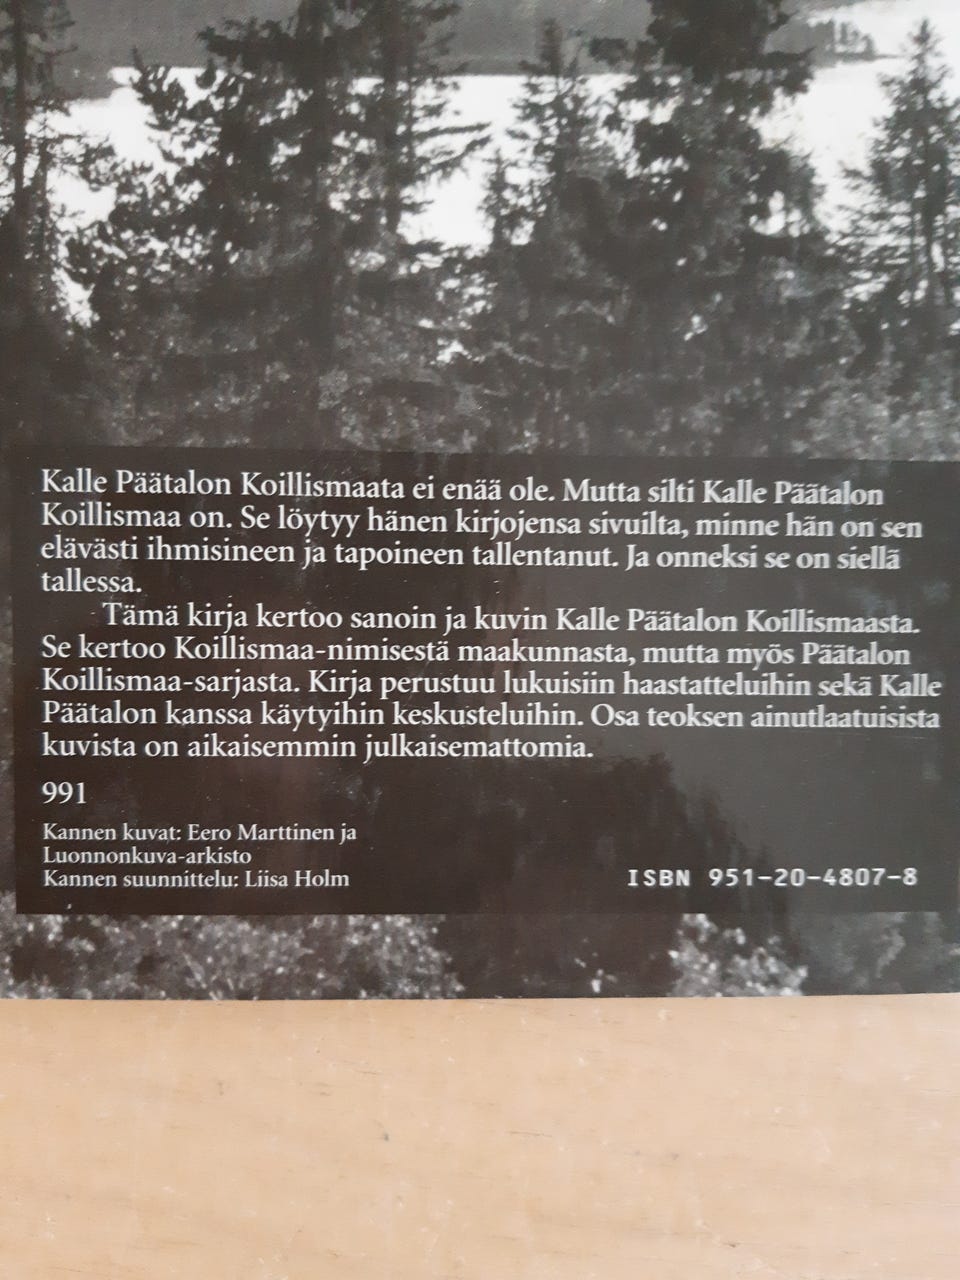 Kalle Päätalon Koillismaata ei enää ole. Mutta silti Kalle Päätalon
Koillismaa on. Se löytyy hänen kirjojensa sivuilta, minne hän on sen
elävästi ihmisineen ja tapoineen tallentanut. Ja onneksi se on siellä
tallessa.
Tämä kirja kertoo sanoin ja kuvin Kalle Päätalon Koillismaasta.
Se kertoo Koillismaa-nimisestä maakunnasta, mutta myös Päätalon
Koillismaa-sarjasta. Kirja perustuu lukuisiin haastatteluihin sekä Kalle
Päätalon kanssa käytyihin keskusteluihin. Osa teoksen ainutlaatuisista
kuvista on aikaisemmin julkaisemattomia.
991
Kannen kuvat: Eero Marttinen ja
Luonnonkuva-arkisto
Kannen suunnittelu: Liisa Holm
ISBN 951-20-4807-8